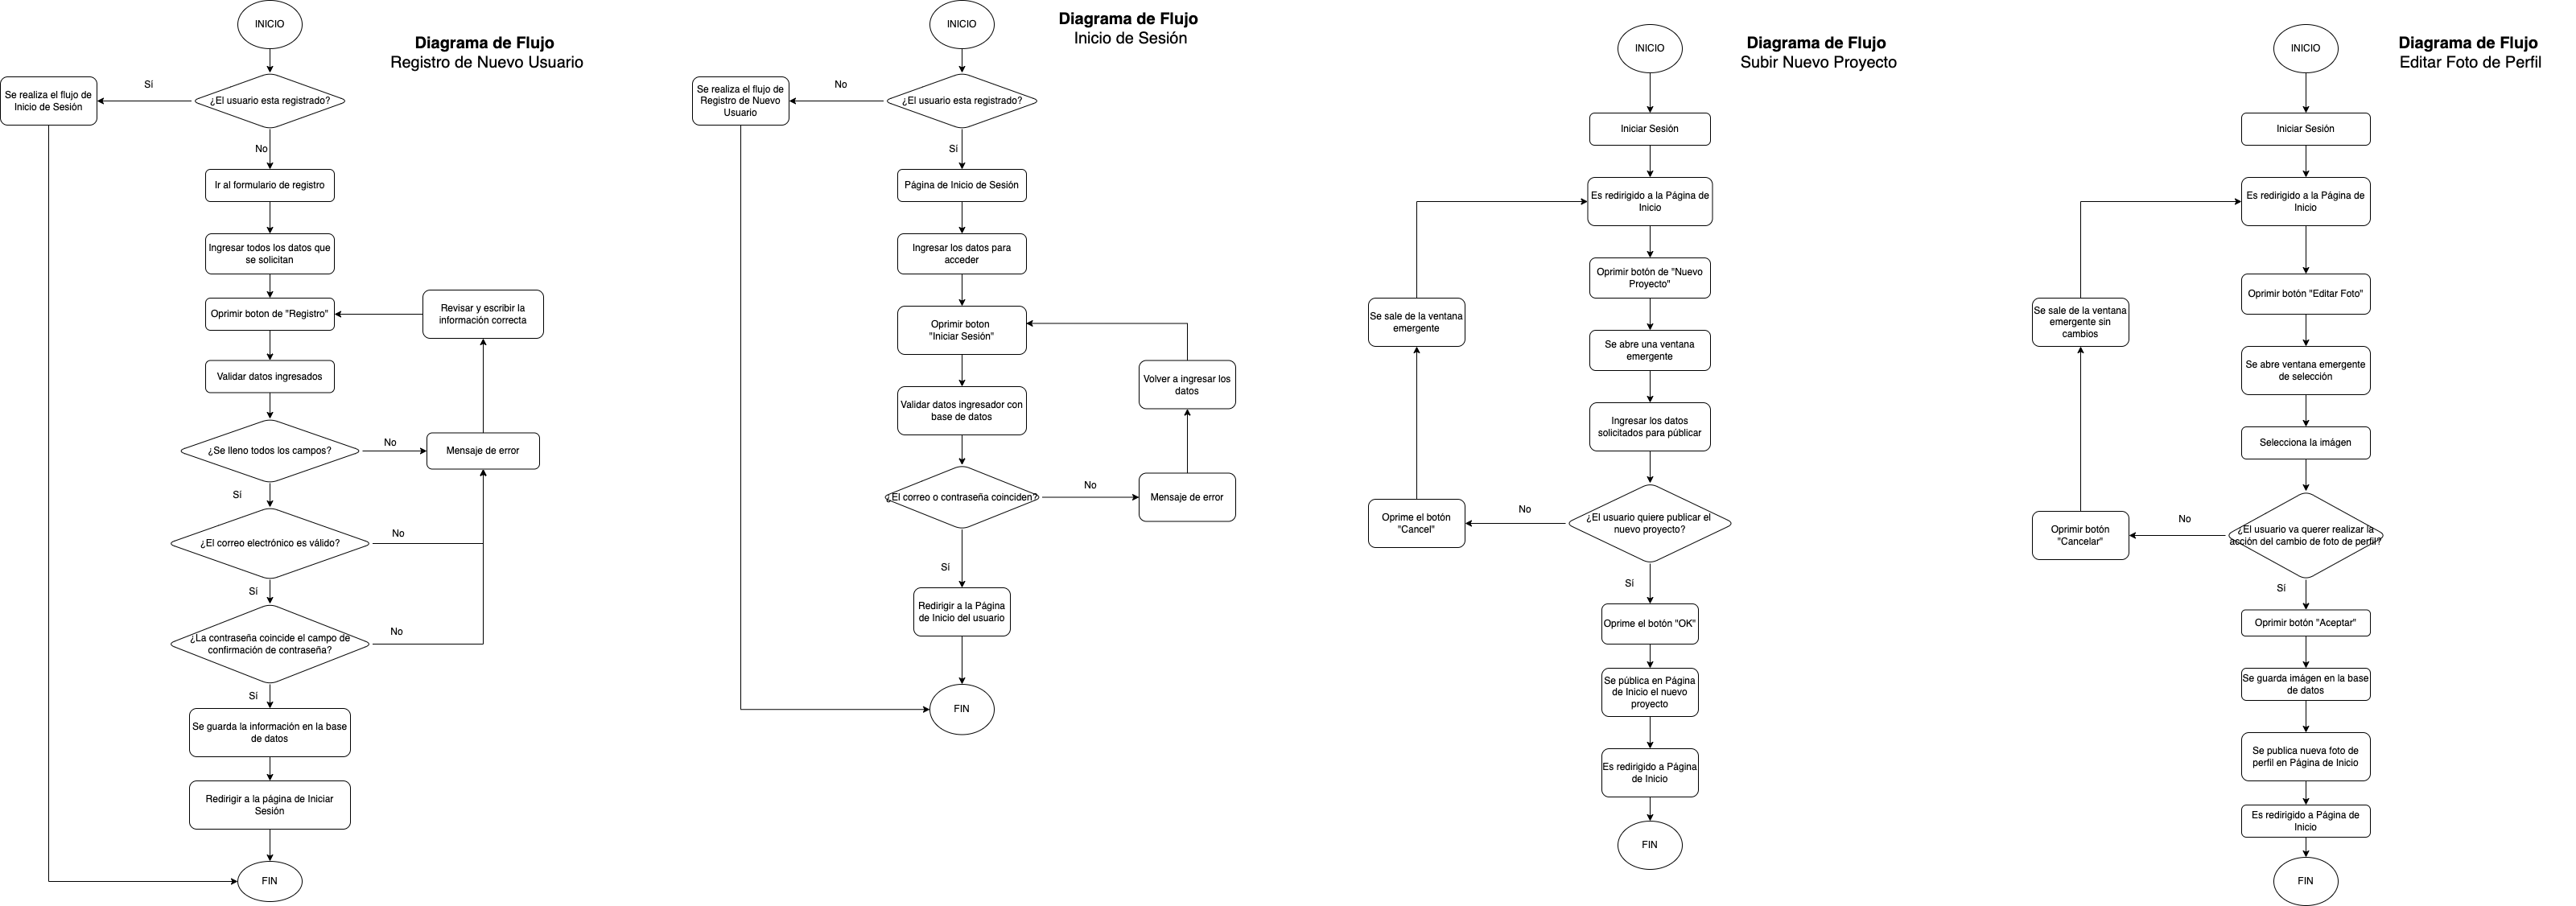 INICIO
Diagrama de Flujo
Registro de Nuevo Usuario
Sí
Se realiza el flujo de
Inicio de Sesión
¿El usuario esta registrado?
No
Ir al formulario de registro
Ingresar todos los datos que
se solicitan
Oprimir boton de "Registro"
Revisar y escribir la
información correcta
Validar datos ingresados
¿Se lleno todos los campos?
No
Mensaje de error
Sí
¿El correo electrónico es válido?
No
Sí
¿La contraseña coincide el campo de
confirmación de contraseña?
No
Sí
Se guarda la información en la base
de datos
Redirigir a la página de Iniciar
Sesión
FIN
INICIO
Diagrama de Flujo
Inicio de Sesión
No
Se realiza el flujo de
Registro de Nuevo
Usuario
¿El usuario esta registrado?
Sí
Página de Inicio de Sesión
Ingresar los datos para
acceder
Oprimir boton
"Iniciar Sesión"
Volver a ingresar los
datos
Validar datos ingresador con
base de datos
¿El correo o contraseña coinciden?
No
Mensaje de error
Sí
Redirigir a la Página
de Inicio del usuario
FIN
INICIO
Diagrama de Flujo
Subir Nuevo Proyecto
Iniciar Sesión
Es redirigido a la Página de
Inicio
Oprimir botón de "Nuevo
Proyecto"
Se sale de la ventana
emergente
Se abre una ventana
emergente
Ingresar los datos
solicitados para públicar
Oprime el botón
"Cancel"
No
¿El usuario quiere publicar el
nuevo proyecto?
Sí
Oprime el botón "OK"
Se pública en Página
de Inicio el nuevo
proyecto
Es redirigido a Página
de Inicio
FIN
INICIO
Diagrama de Flujo
Editar Foto de Perfil
Iniciar Sesión
Es redirigido a la Página de
Inicio
Oprimir botón "Editar Foto"
Se sale de la ventana
emergente sin
cambios
Se abre ventana emergente
de selección
Selecciona la imágen
Oprimir botón
"Cancelar"
No
¿El usuario va querer realizar la
acción del cambio de foto de perfil?
Sí
Oprimir botón "Aceptar"
Se guarda imágen en la base
de datos
Se publica nueva foto de
perfil en Página de Inicio
Es redirigido a Página de
Inicio
FIN